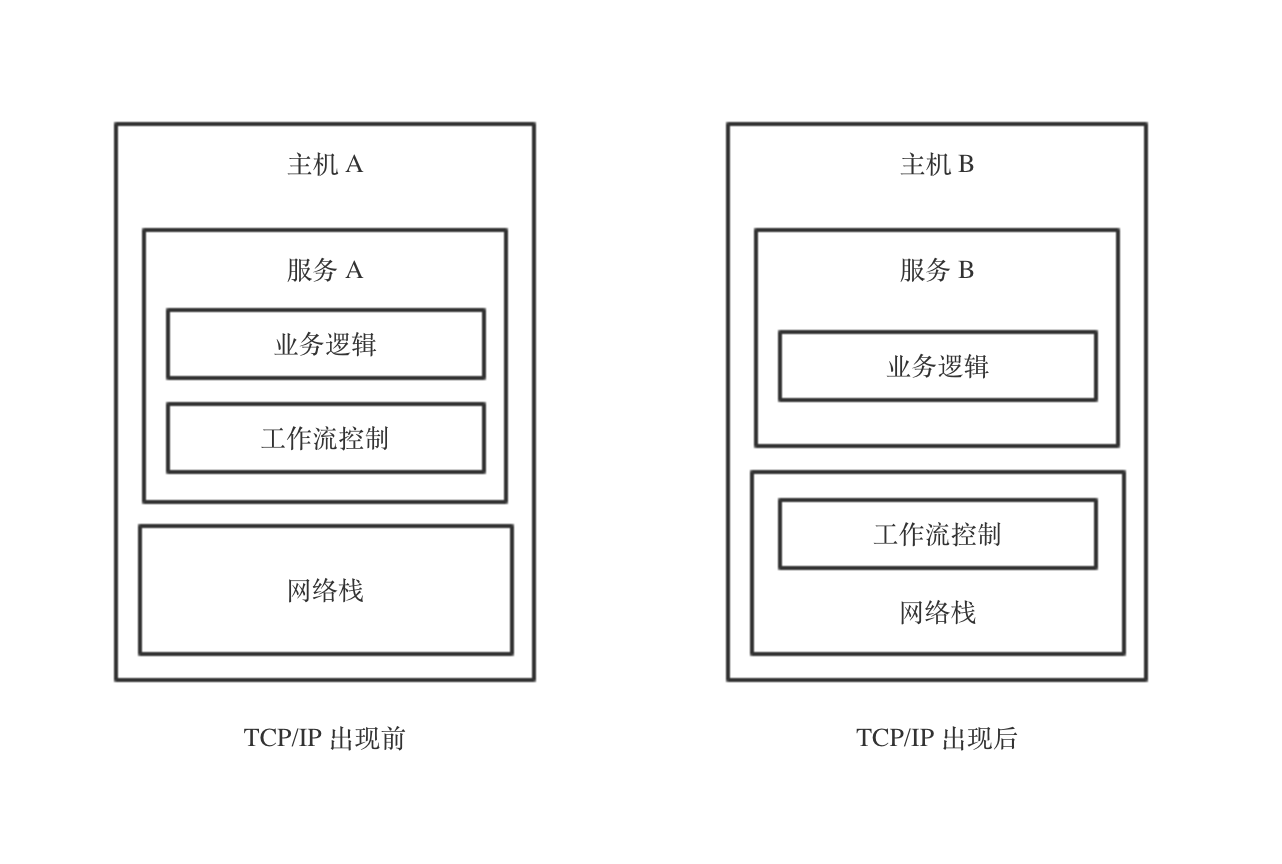 主机 A
服务 A
业务逻辑
工作流控制
网络栈
TCP/IP 出现前
主机 B
服务 B
业务逻辑
工作流控制
网络栈
TCP/IP 出现后